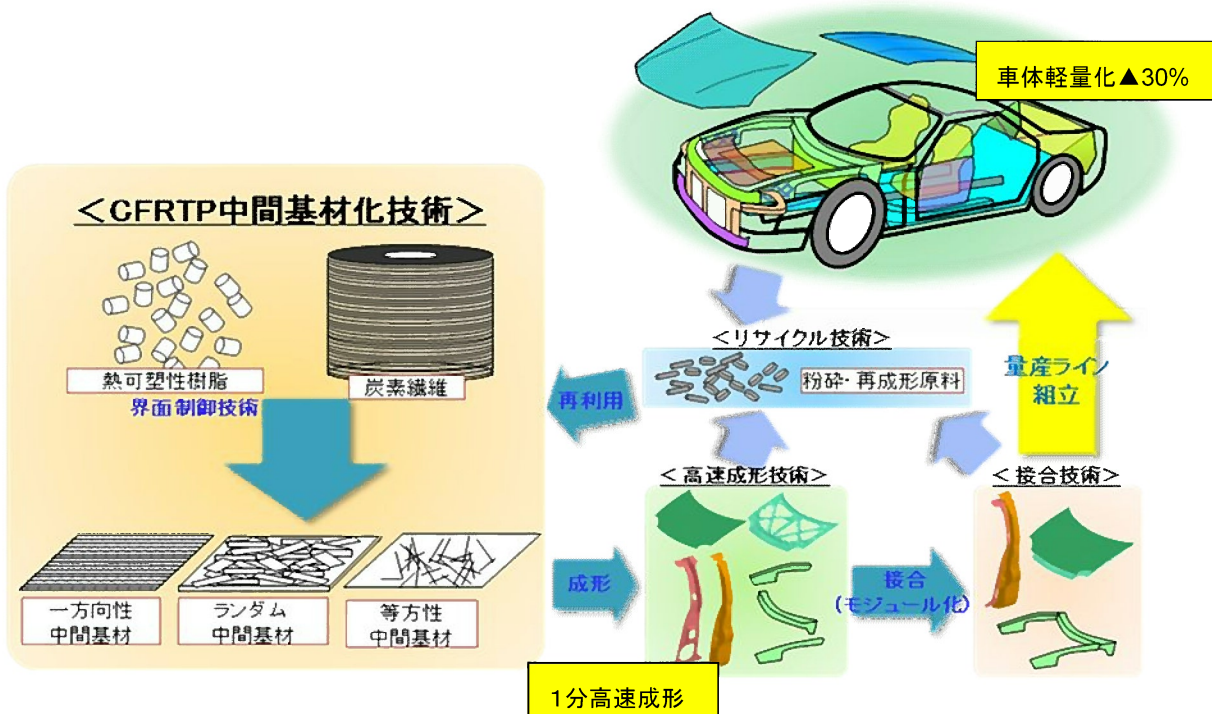 車体軽量化▲30%
＜CFRTP中間基材化技術＞
熱可塑性樹脂
炭素繊維
界面制御技術
一方向性
中間基材
ランダム
中間基材
等方性
中間基材
再利用
＜リサイクル技術＞
粉砕・再成形原料
量産ライン
組立
成形
＜高速成形技術＞
接合
(モジュール化)
＜接合技術＞
1分高速成形